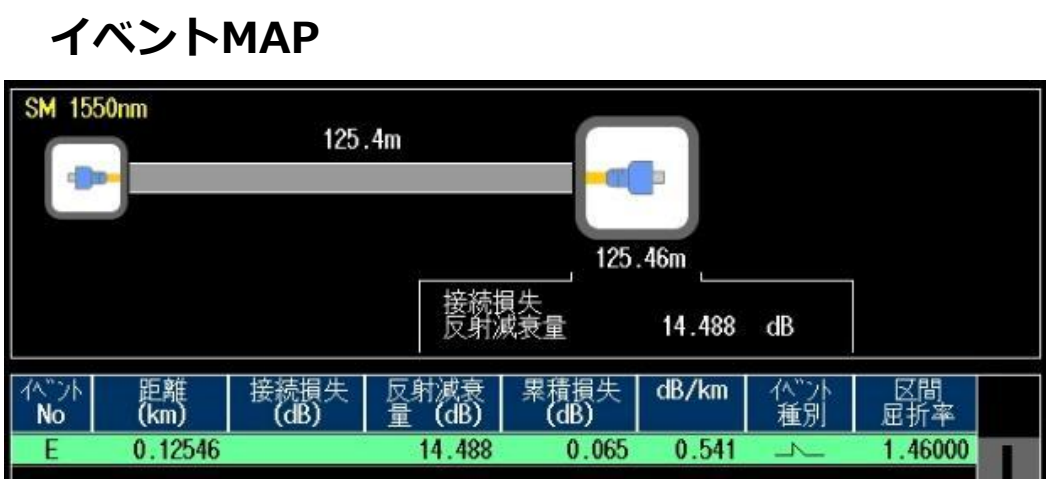 イベントMAP
SM 1550nm
125.4m
125.46m
接続損失
反射減衰量 14.488 dB
イベント No 距離 (km) 接続損失 (dB) 反射減衰量 (dB) 累積損失 (dB) dB/km イベント種別 区間屈折率
E 0.12546 14.488 0.065 0.541 1.46000